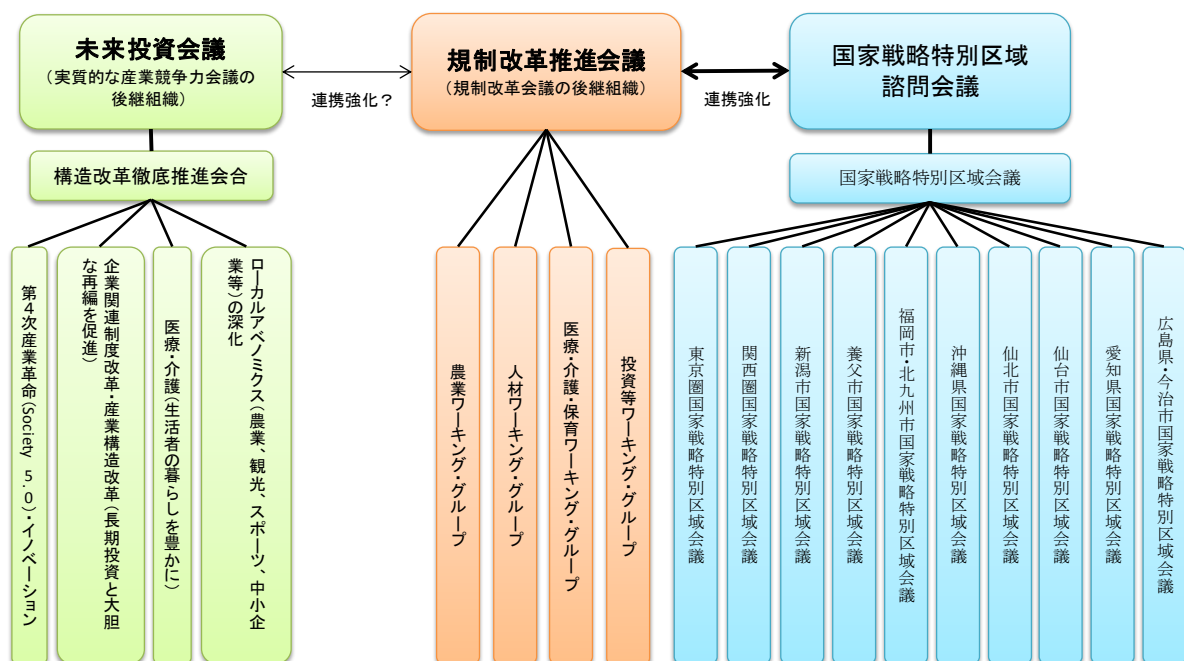 未来投資会議
（実質的な産業競争力会議の
後継組織）
連携強化？
規制改革推進会議
（規制改革会議の後継組織）
連携強化
国家戦略特別区域
諮問会議
構造改革徹底推進会合
国家戦略特別区域会議
第４次産業革命(Society 5.0)・イノベーション
企業関連制度改革・産業構造改革(長期投資と大胆
な再編を促進)
医療・介護(生活者の暮らしを豊かに)
ローカルアベノミクス(農業、観光、スポーツ、中小企
業等)の深化
農業ワーキング・グループ
人材ワーキング・グループ
医療・介護・保育ワーキング・グループ
投資等ワーキング・グループ
東京圏国家戦略特別区域会議
関西圏国家戦略特別区域会議
新潟市国家戦略特別区域会議
養父市国家戦略特別区域会議
福岡市・北九州市国家戦略特別区域会議
沖縄県国家戦略特別区域会議
仙北市国家戦略特別区域会議
仙台市国家戦略特別区域会議
愛知県国家戦略特別区域会議
広島県・今治市国家戦略特別区域会議